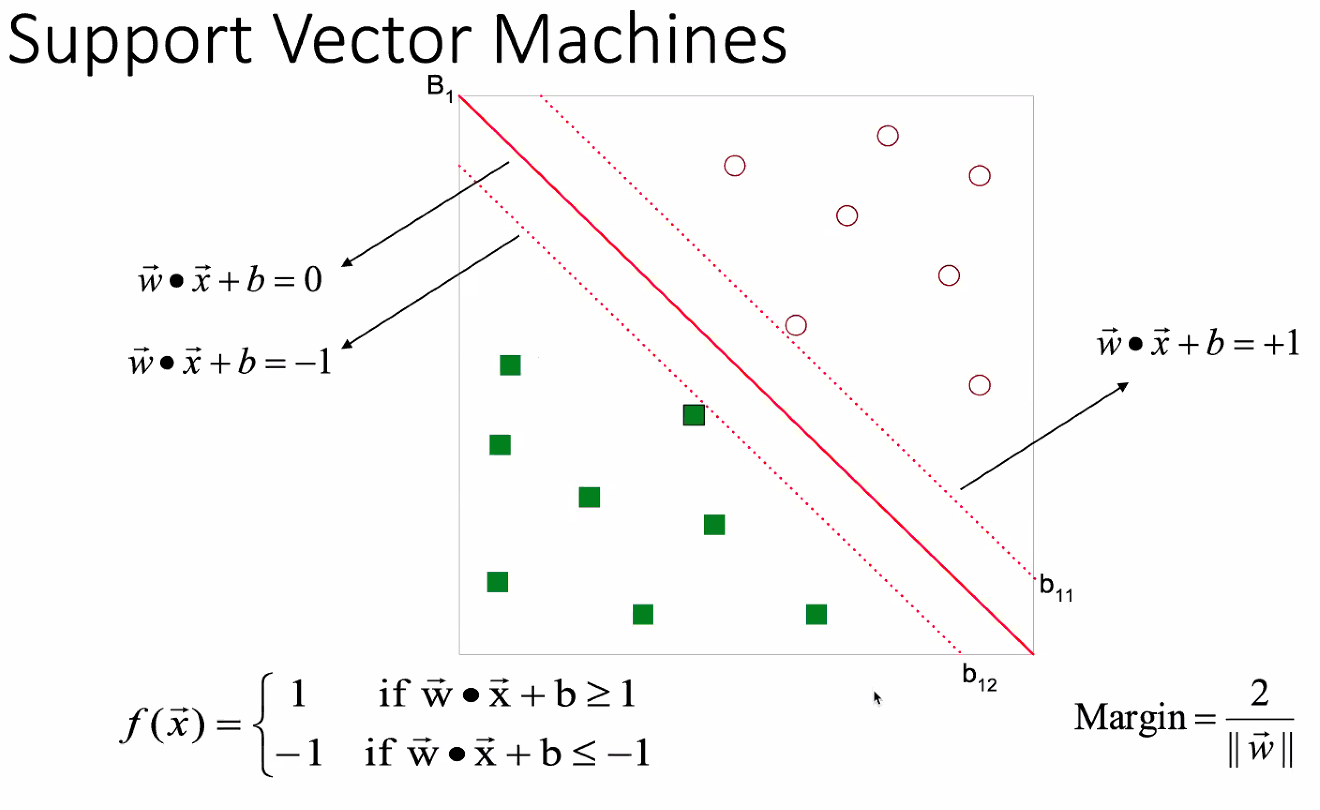 Support Vector Machines
B₁
w⃗ • x⃗ + b = 0
w⃗ • x⃗ + b = −1
w⃗ • x⃗ + b = +1
b₁₁
b₁₂
f(x⃗) = { 1 if w⃗ • x⃗ + b ≥ 1
−1 if w⃗ • x⃗ + b ≤ −1
Margin = 2 / ‖w⃗‖